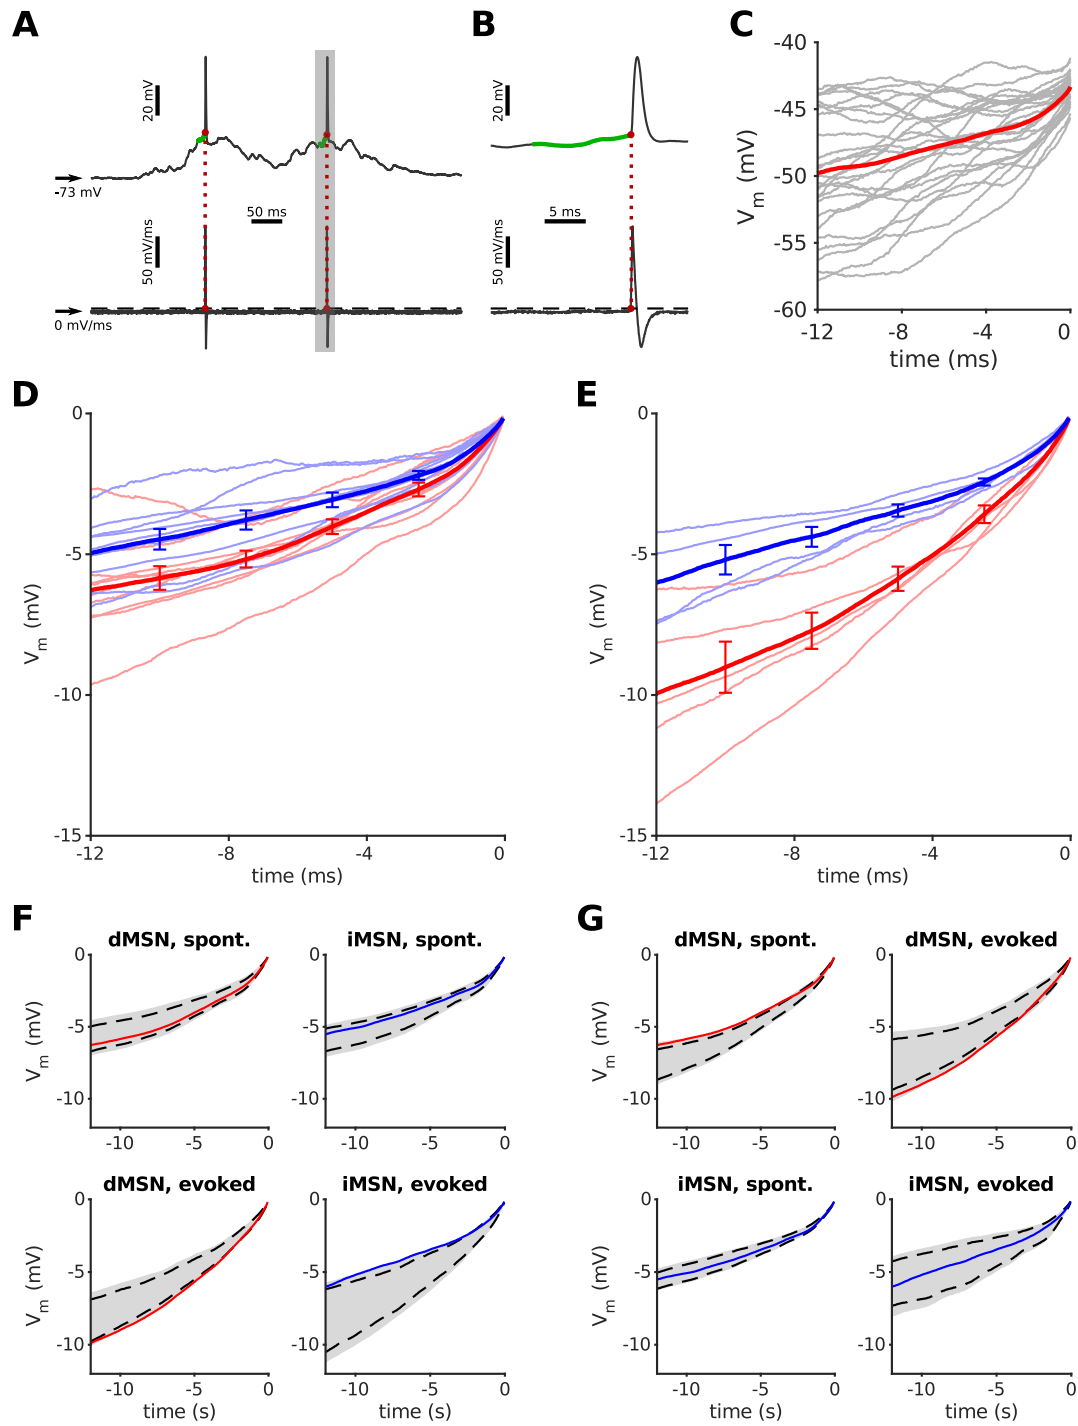 A
20 mV
-73 mV
50 ms
50 mV/ms
0 mV/ms
B
20 mV
5 ms
50 mV/ms
C
-40
-45
-50
-55
-60
V_m (mV)
-12
-8
-4
0
time (ms)
D
0
-5
-10
-15
V_m (mV)
-12
-8
-4
0
time (ms)
E
0
-5
-10
-15
V_m (mV)
-12
-8
-4
0
time (ms)
F
dMSN, spont.
0
-5
-10
V_m (mV)
-10
-5
0
iMSN, spont.
0
-5
-10
-10
-5
0
dMSN, evoked
0
-5
-10
V_m (mV)
-10
-5
0
time (s)
iMSN, evoked
0
-5
-10
-10
-5
0
time (s)
G
dMSN, spont.
0
-5
-10
V_m (mV)
-10
-5
0
dMSN, evoked
0
-5
-10
-10
-5
0
iMSN, spont.
0
-5
-10
V_m (mV)
-10
-5
0
time (s)
iMSN, evoked
0
-5
-10
-10
-5
0
time (s)